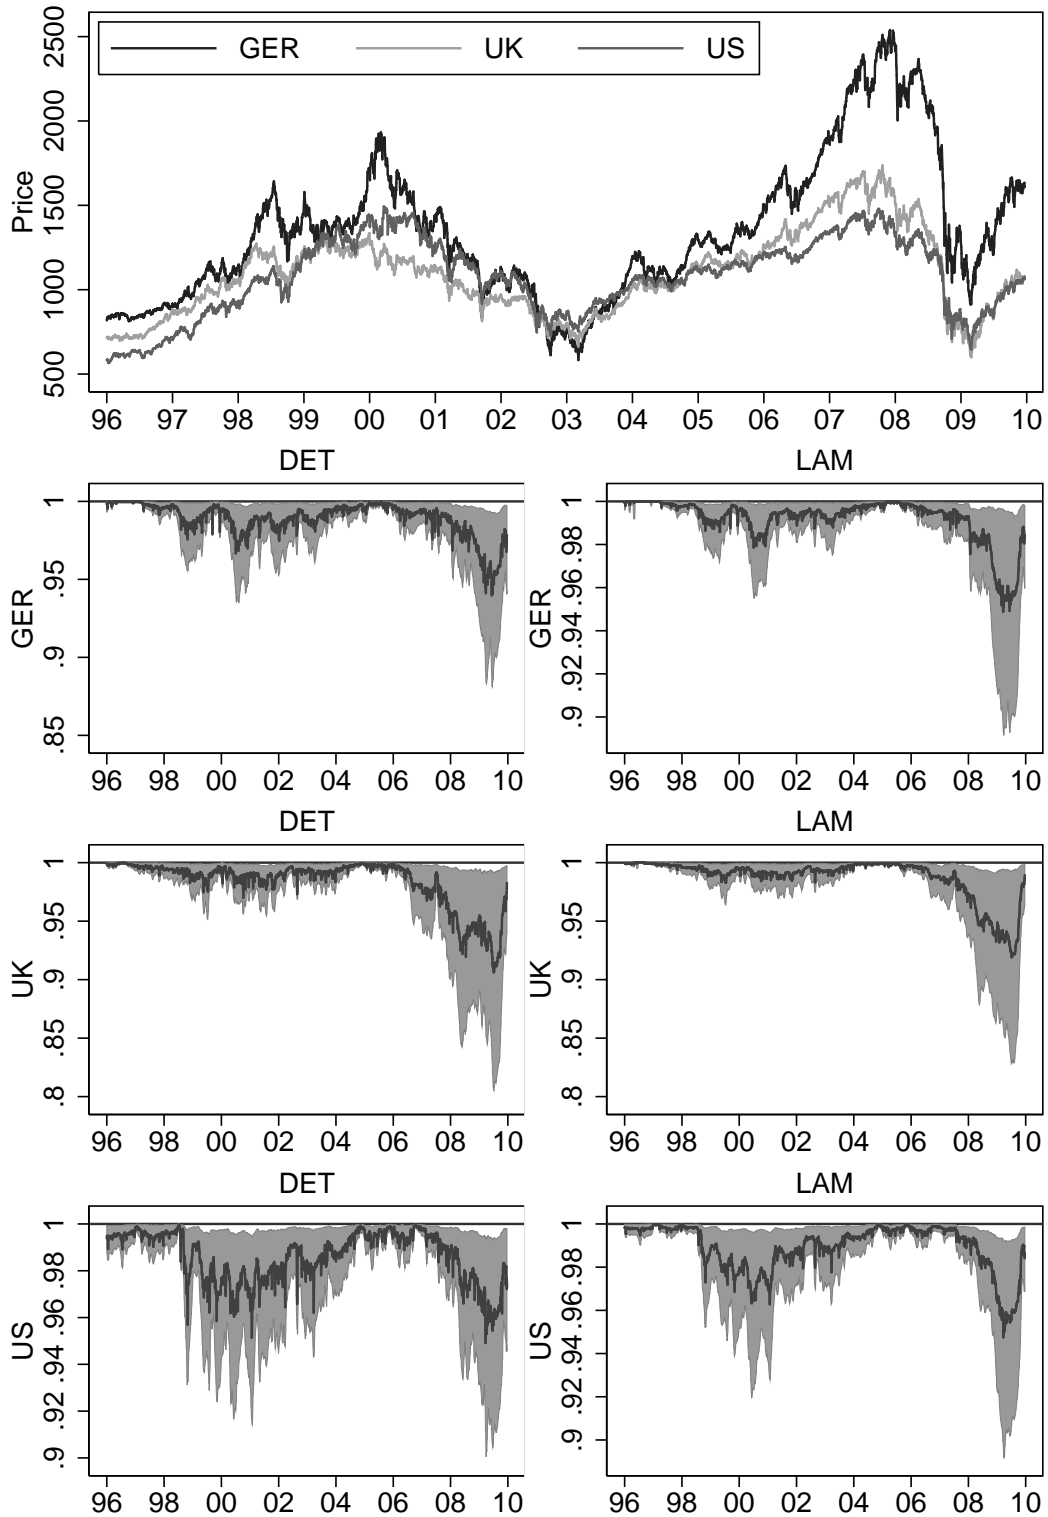 GER UK US
Price
2500
2000
1500
1000
500
96 97 98 99 00 01 02 03 04 05 06 07 08 09 10
DET LAM
GER
1
.95
.9
.85
96 98 00 02 04 06 08 10
GER
1
.98
.96
.94
.92
.9
96 98 00 02 04 06 08 10
DET LAM
UK
1
.95
.9
.85
.8
96 98 00 02 04 06 08 10
UK
1
.95
.9
.85
.8
96 98 00 02 04 06 08 10
DET LAM
US
1
.98
.96
.94
.92
.9
96 98 00 02 04 06 08 10
US
1
.98
.96
.94
.92
.9
96 98 00 02 04 06 08 10